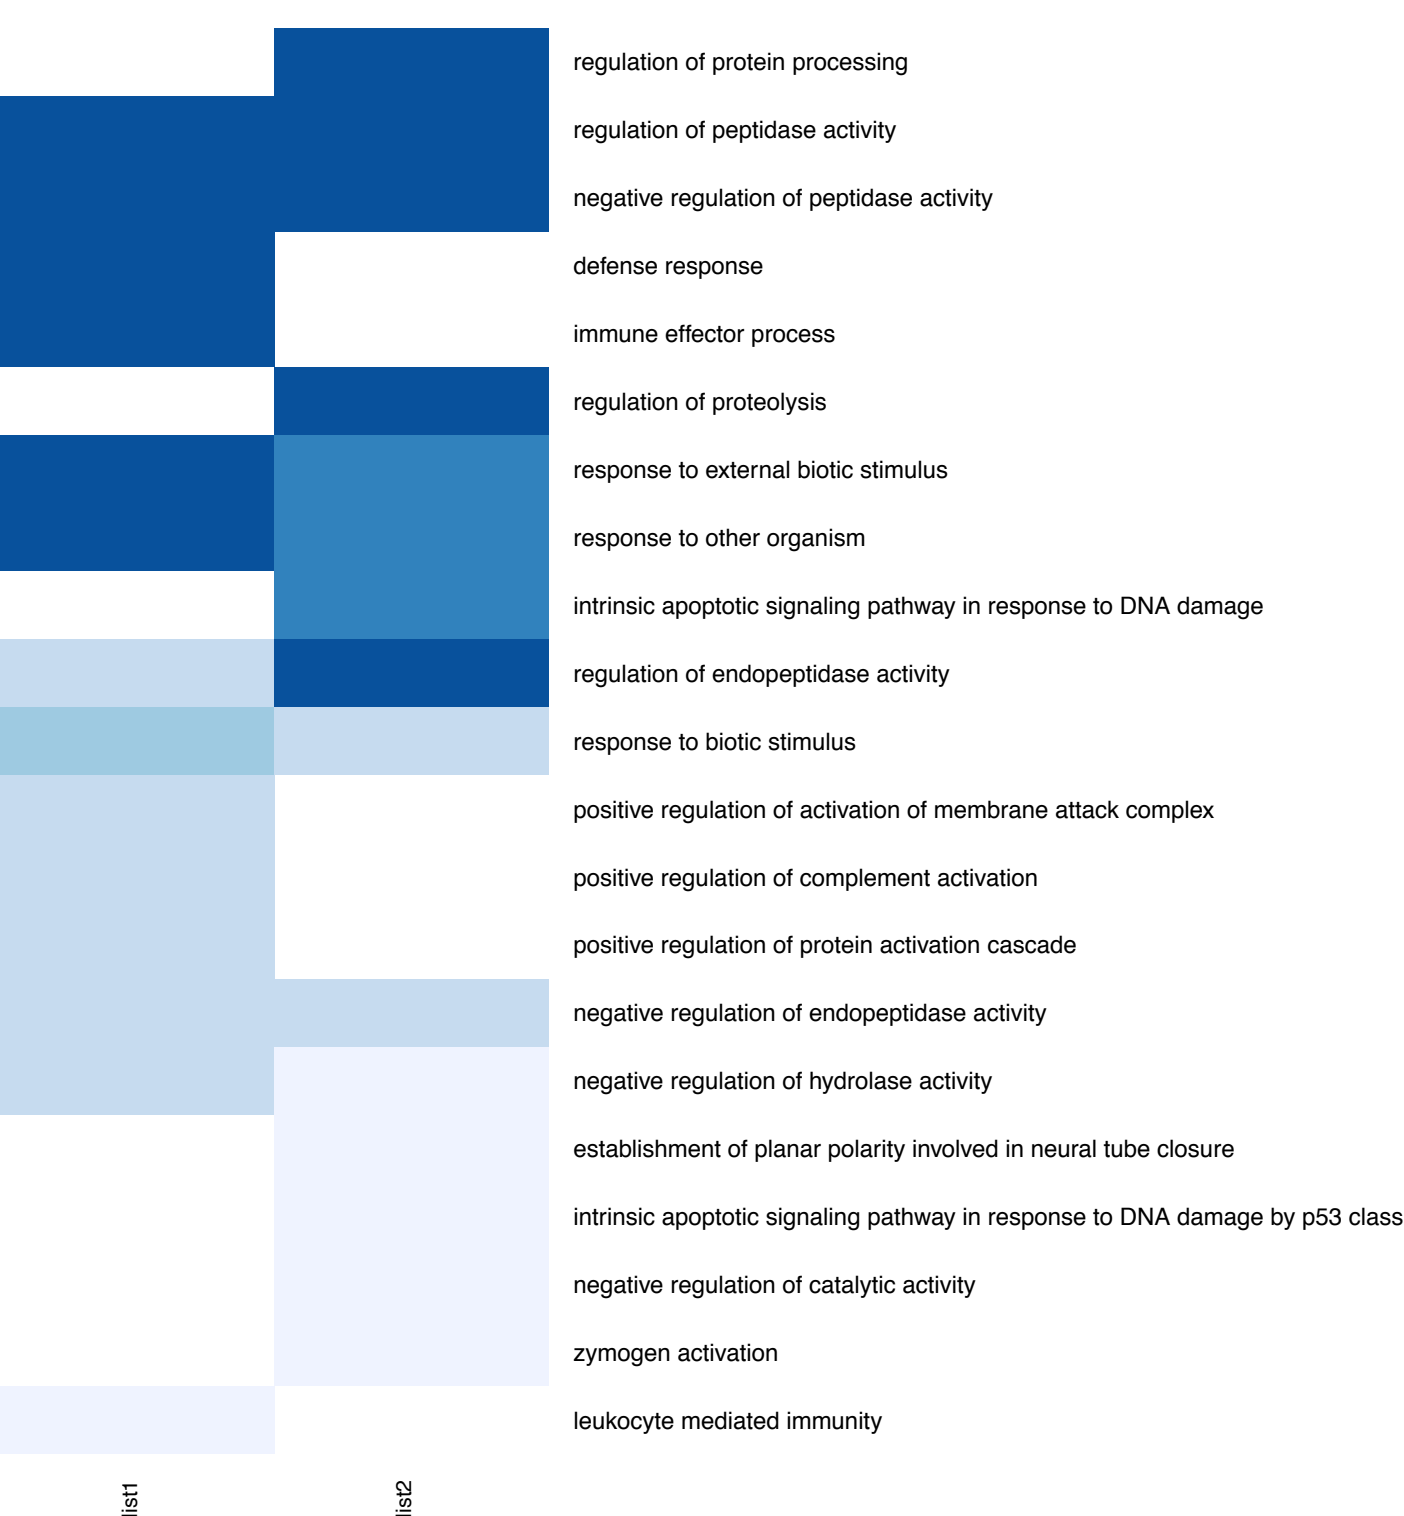 regulation of protein processing
regulation of peptidase activity
negative regulation of peptidase activity
defense response
immune effector process
regulation of proteolysis
response to external biotic stimulus
response to other organism
intrinsic apoptotic signaling pathway in response to DNA damage
regulation of endopeptidase activity
response to biotic stimulus
positive regulation of activation of membrane attack complex
positive regulation of complement activation
positive regulation of protein activation cascade
negative regulation of endopeptidase activity
negative regulation of hydrolase activity
establishment of planar polarity involved in neural tube closure
intrinsic apoptotic signaling pathway in response to DNA damage by p53 class
negative regulation of catalytic activity
zymogen activation
leukocyte mediated immunity
list1
list2